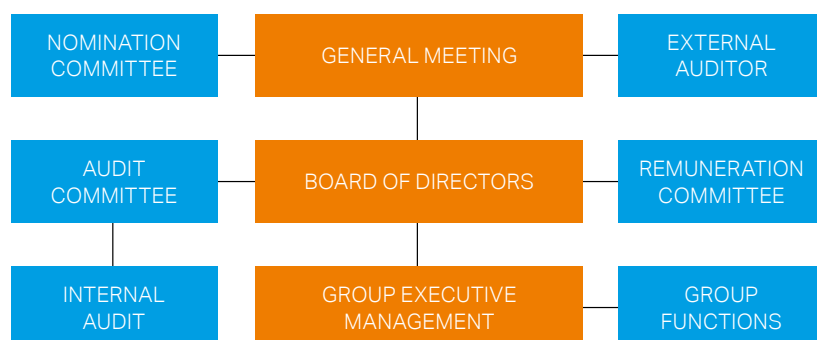 NOMINATION
COMMITTEE
GENERAL MEETING
EXTERNAL
AUDITOR
AUDIT
COMMITTEE
BOARD OF DIRECTORS
REMUNERATION
COMMITTEE
INTERNAL
AUDIT
GROUP EXECUTIVE
MANAGEMENT
GROUP
FUNCTIONS